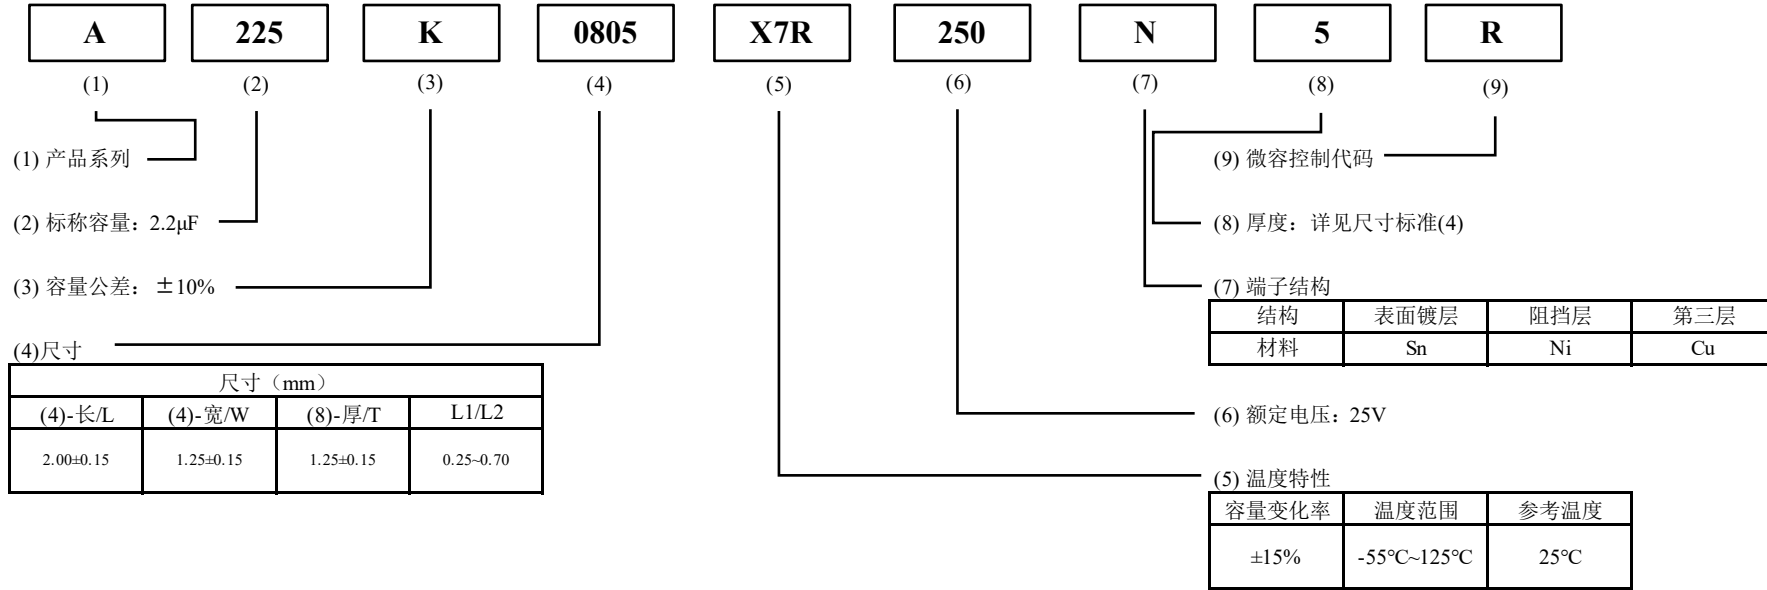 A 225 K 0805 X7R 250 N 5 R
(1) (2) (3) (4) (5) (6) (7) (8) (9)
(1) 产品系列
(2) 标称容量：2.2μF
(3) 容量公差：±10%
(4)尺寸
尺寸（mm）
(4)-长/L (4)-宽/W (8)-厚/T L1/L2
2.00±0.15 1.25±0.15 1.25±0.15 0.25~0.70
(9) 微容控制代码
(8) 厚度：详见尺寸标准(4)
(7) 端子结构
结构 表面镀层 阻挡层 第三层
材料 Sn Ni Cu
(6) 额定电压：25V
(5) 温度特性
容量变化率 温度范围 参考温度
±15% -55℃~125℃ 25℃